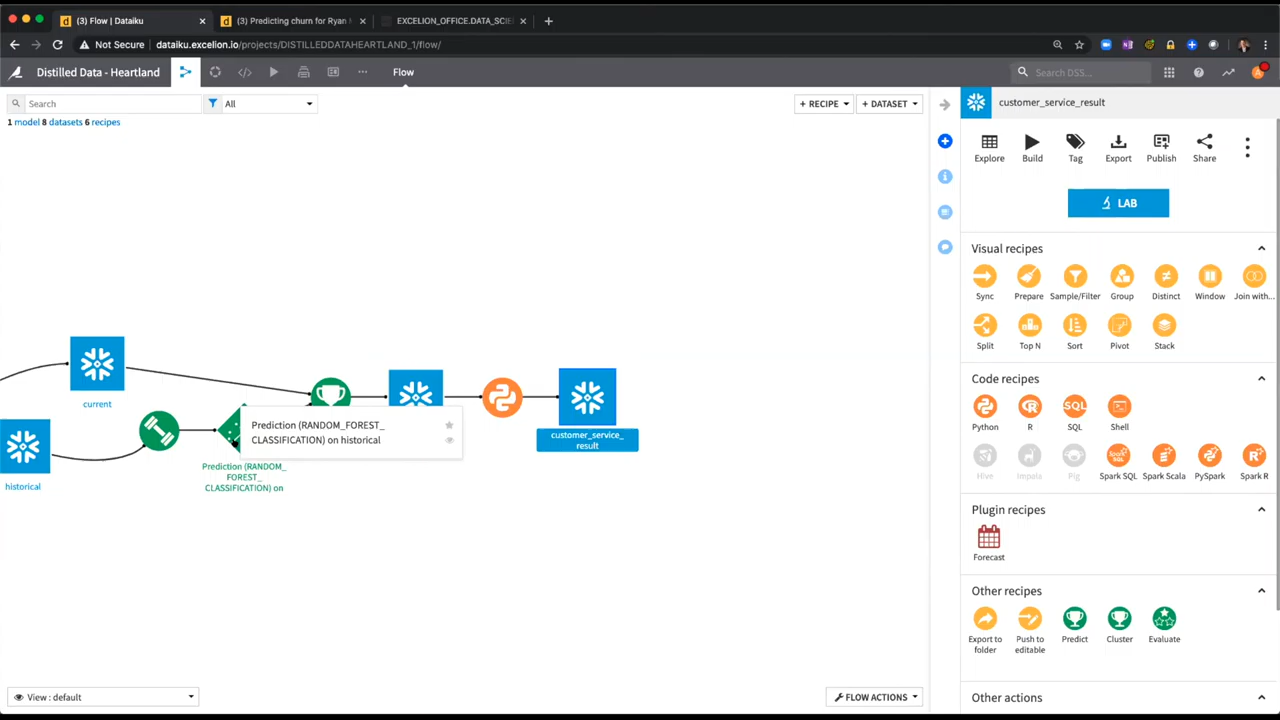 (3) Flow | Dataiku
(3) Predicting churn for Ryan M
EXCELION_OFFICE.DATA_SCIE
Not Secure
dataiku.excelion.io/projects/DISTILLEDDATAHEARTLAND_1/flow/
Distilled Data - Heartland
Flow
Search DSS...
Search
All
+ RECIPE
+ DATASET
1 model 8 datasets 6 recipes
customer_service_result
Explore
Build
Tag
Export
Publish
Share
LAB
Visual recipes
Sync
Prepare
Sample/Filter
Group
Distinct
Window
Join with...
Split
Top N
Sort
Pivot
Stack
Code recipes
Python
R
SQL
Shell
Hive
Impala
Pig
Spark SQL
Spark Scala
PySpark
Spark R
Plugin recipes
Forecast
Other recipes
Export to
folder
Push to
editable
Predict
Cluster
Evaluate
Other actions
current
historical
Prediction (RANDOM_FOREST_
CLASSIFICATION) on historical
Prediction (RANDOM_
FOREST_
CLASSIFICATION) on
customer_service_
result
View : default
FLOW ACTIONS